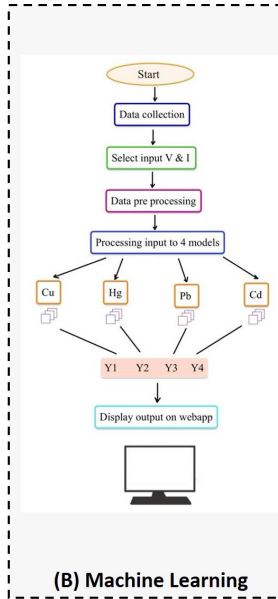 Start
Data collection
Select input V & I
Data pre processing
Processing input to 4 models
Cu Hg Pb Cd
Y1 Y2 Y3 Y4
Display output on webapp
(B) Machine Learning